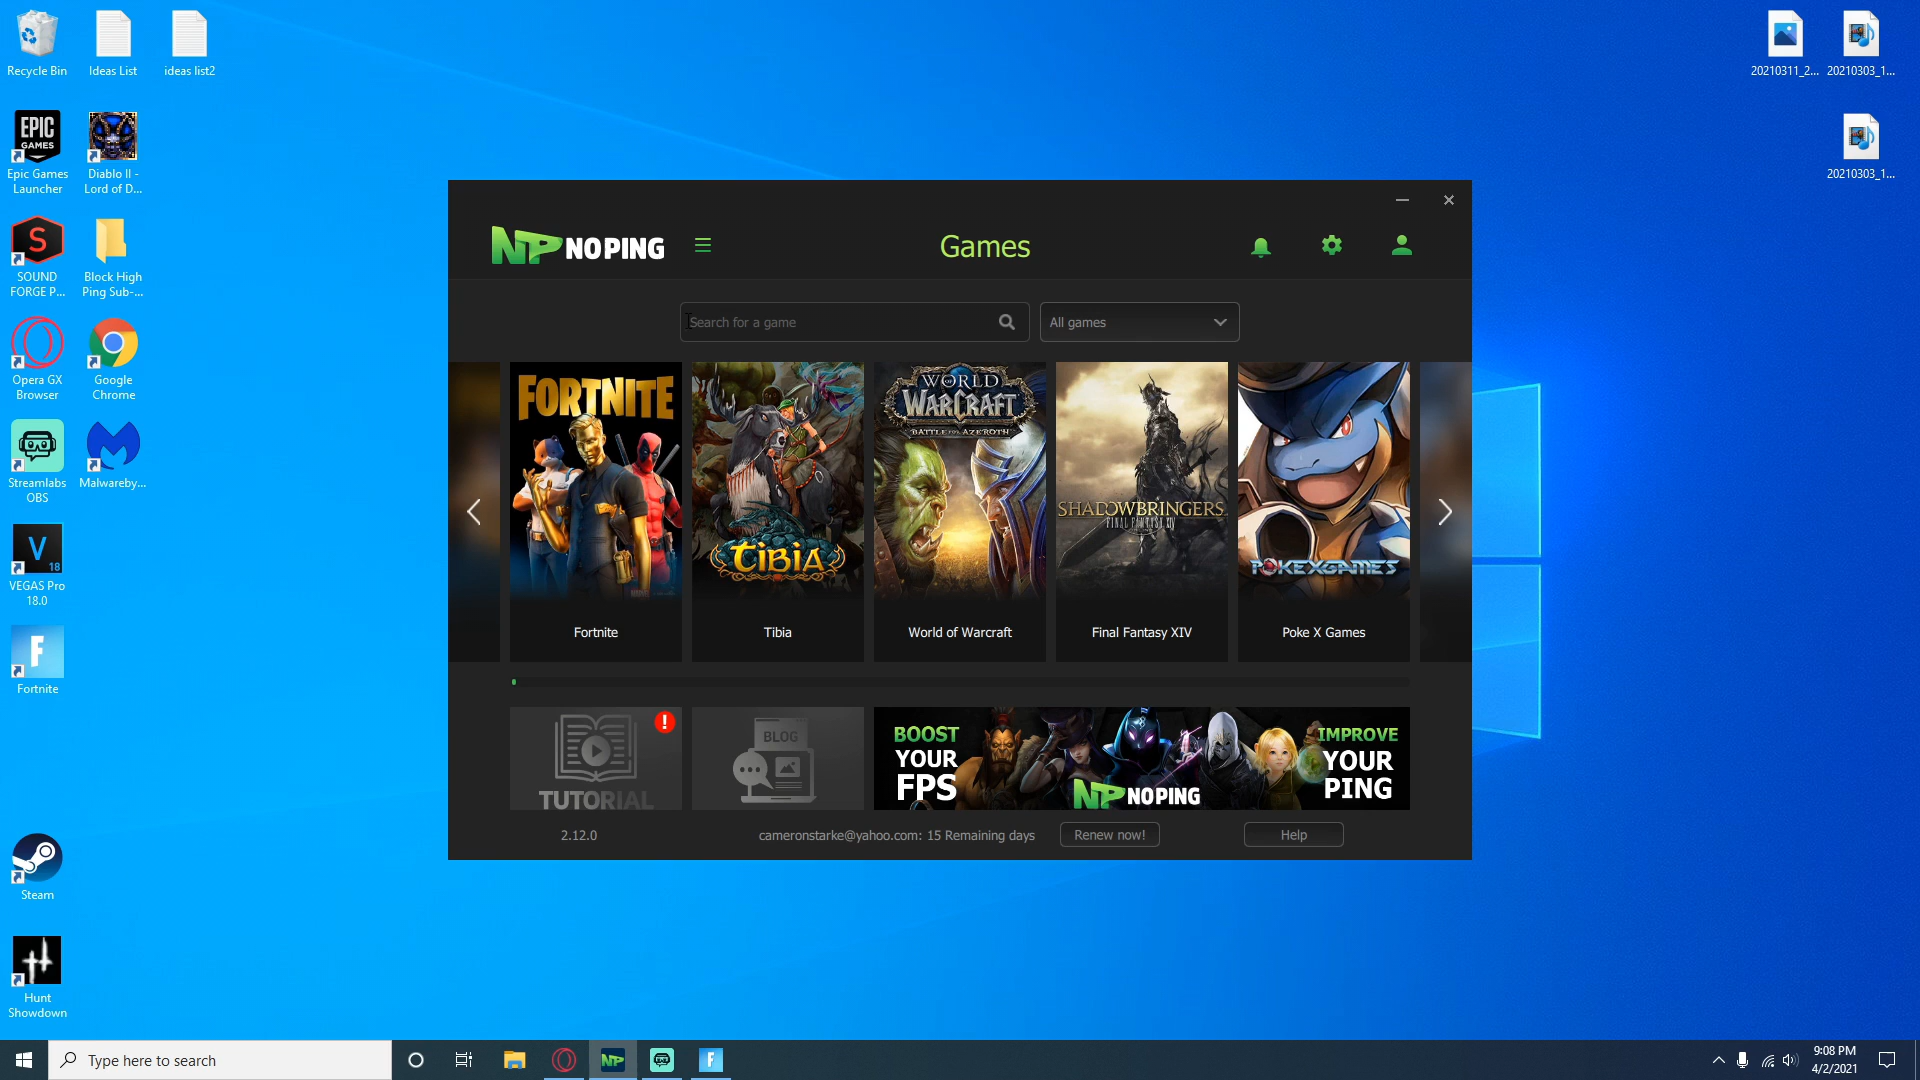 Recycle Bin
Ideas List
ideas list2
20210311_2...
20210303_1...
EPIC
GAMES
Epic Games
Launcher
Diablo II -
Lord of D...
20210303_1...
S
SOUND
FORGE P...
Block High
Ping Sub-...
Opera GX
Browser
Google
Chrome
Streamlabs
OBS
Malwareby...
V
18
VEGAS Pro
18.0
F
Fortnite
Steam
Hunt
Showdown
NP NOPING
Games
Search for a game
All games
FORTNITE
TIBIA
WORLD
OF
WARCRAFT
BATTLE FOR AZEROTH
SHADOWBRINGERS
FINAL FANTASY XIV
POKEXGAMES
Fortnite
Tibia
World of Warcraft
Final Fantasy XIV
Poke X Games
!
TUTORIAL
BLOG
BOOST
YOUR
FPS
NP NOPING
IMPROVE
YOUR
PING
2.12.0
cameronstarke@yahoo.com: 15 Remaining days
Renew now!
Help
Type here to search
NP
F
9:08 PM
4/2/2021